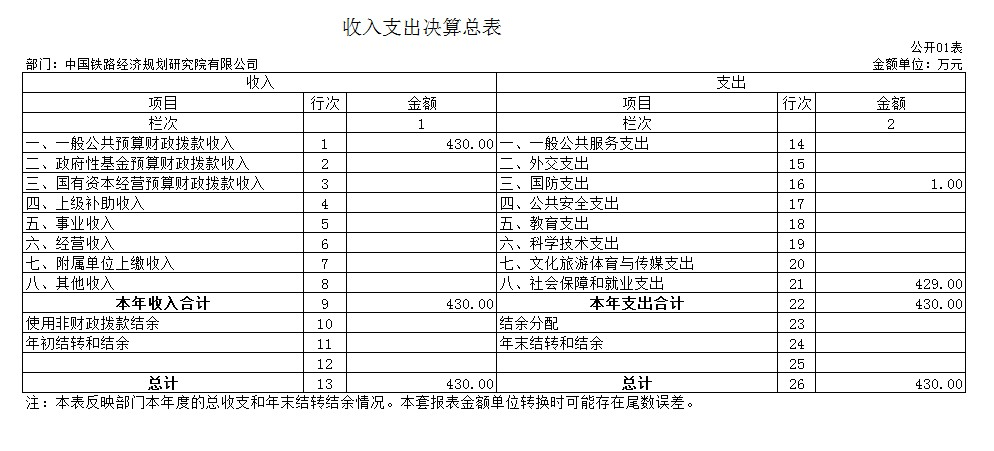 收入支出决算总表
公开01表
部门：中国铁路经济规划研究院有限公司 金额单位：万元
收入 支出
项目 行次 金额 项目 行次 金额
栏次 1 栏次 2
一、一般公共预算财政拨款收入 1 430.00 一、一般公共服务支出 14
二、政府性基金预算财政拨款收入 2 二、外交支出 15
三、国有资本经营预算财政拨款收入 3 三、国防支出 16 1.00
四、上级补助收入 4 四、公共安全支出 17
五、事业收入 5 五、教育支出 18
六、经营收入 6 六、科学技术支出 19
七、附属单位上缴收入 7 七、文化旅游体育与传媒支出 20
八、其他收入 8 八、社会保障和就业支出 21 429.00
本年收入合计 9 430.00 本年支出合计 22 430.00
使用非财政拨款结余 10 结余分配 23
年初结转和结余 11 年末结转和结余 24
12 25
总计 13 430.00 总计 26 430.00
注：本表反映部门本年度的总收支和年末结转结余情况。本套报表金额单位转换时可能存在尾数误差。